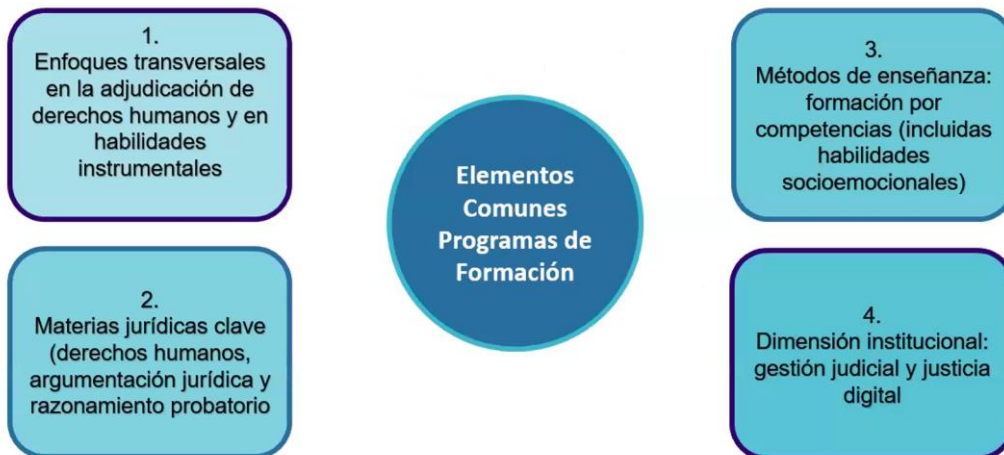 1.
Enfoques transversales
en la adjudicación de
derechos humanos y en
habilidades
instrumentales
2.
Materias jurídicas clave
(derechos humanos,
argumentación jurídica y
razonamiento probatorio
Elementos
Comunes
Programas de
Formación
3.
Métodos de enseñanza:
formación por
competencias (incluidas
habilidades
socioemocionales)
4.
Dimensión institucional:
gestión judicial y justicia
digital